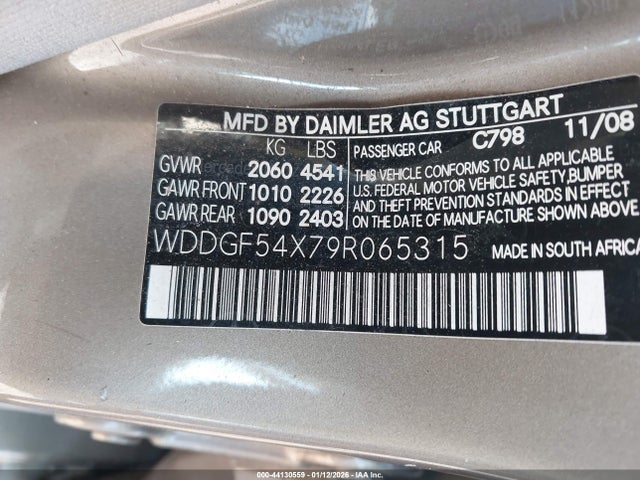 MFD BY DAIMLER AG STUTTGART
KG LBS
GVWR 2060 4541
GAWR FRONT 1010 2226
GAWR REAR 1090 2403
C798 11/08
PASSENGER CAR
THIS VEHICLE CONFORMS TO ALL APPLICABLE
U.S. FEDERAL MOTOR VEHICLE SAFETY, BUMPER
AND THEFT PREVENTION STANDARDS IN EFFECT
ON THE DATE OF MANUFACTURE SHOWN ABOVE.
WDDGF54X79R065315
MADE IN SOUTH AFRICA
000-44130559 - 01/12/2026 - IAA Inc.